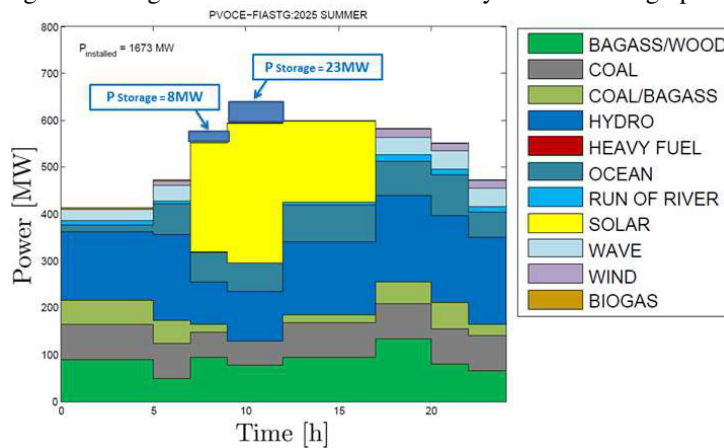 PVOCE-FIASTG:2025 SUMMER
P installed = 1673 MW
P Storage = 8MW
P Storage = 23MW
800
700
600
500
400
300
200
100
0
Power [MW]
0 5 10 15 20
Time [h]
BAGASS/WOOD
COAL
COAL/BAGASS
HYDRO
HEAVY FUEL
OCEAN
RUN OF RIVER
SOLAR
WAVE
WIND
BIOGAS